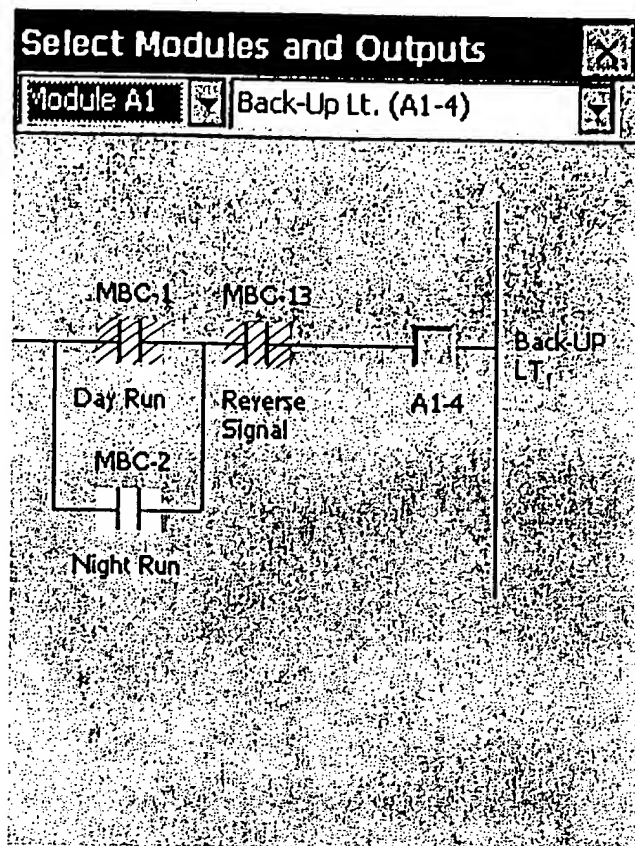 Select Modules and Outputs
Module A1 Back-Up Lt. (A1-4)
MBC-1 MBC-13
Back-UP
LT.
Day Run Reverse
Signal A1-4
MBC-2
Night Run